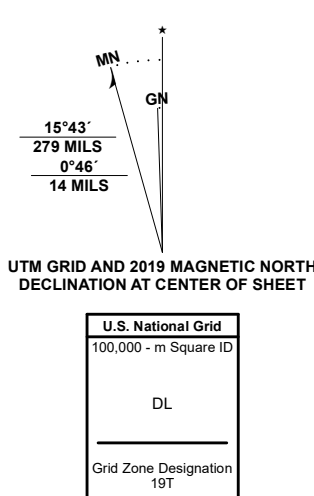 ★
MN
GN
15°43´
279 MILS
0°46´
14 MILS
UTM GRID AND 2019 MAGNETIC NORTH
DECLINATION AT CENTER OF SHEET
U.S. National Grid
100,000 - m Square ID
DL
Grid Zone Designation
19T